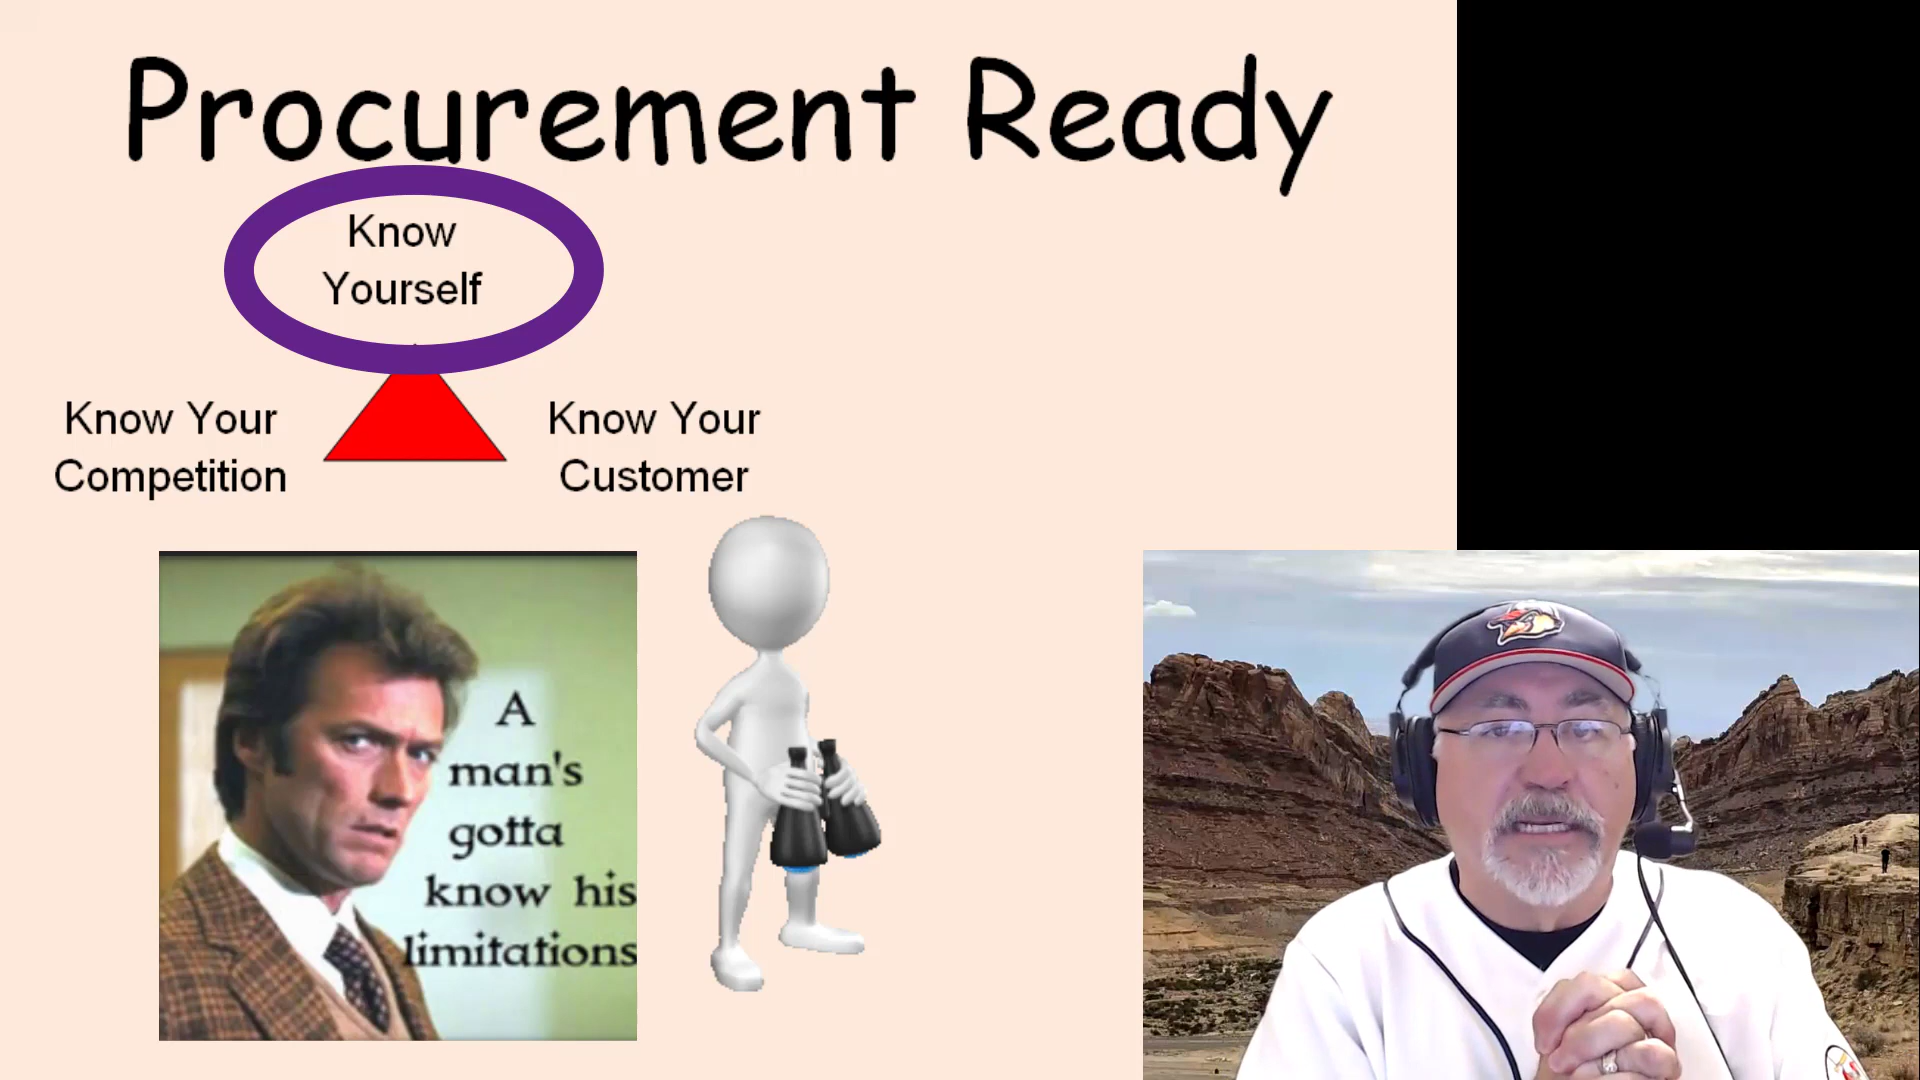 Procurement Ready
Know
Yourself
Know Your
Competition
Know Your
Customer
A
man's
gotta
know his
limitations